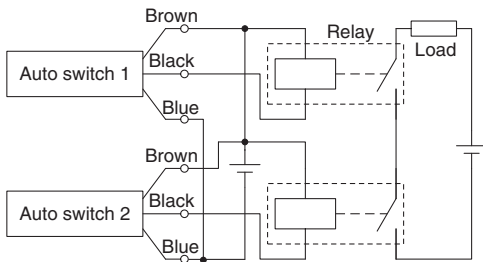 Brown
Relay
Load
Black
Auto switch 1
Blue
Brown
Black
Auto switch 2
Blue